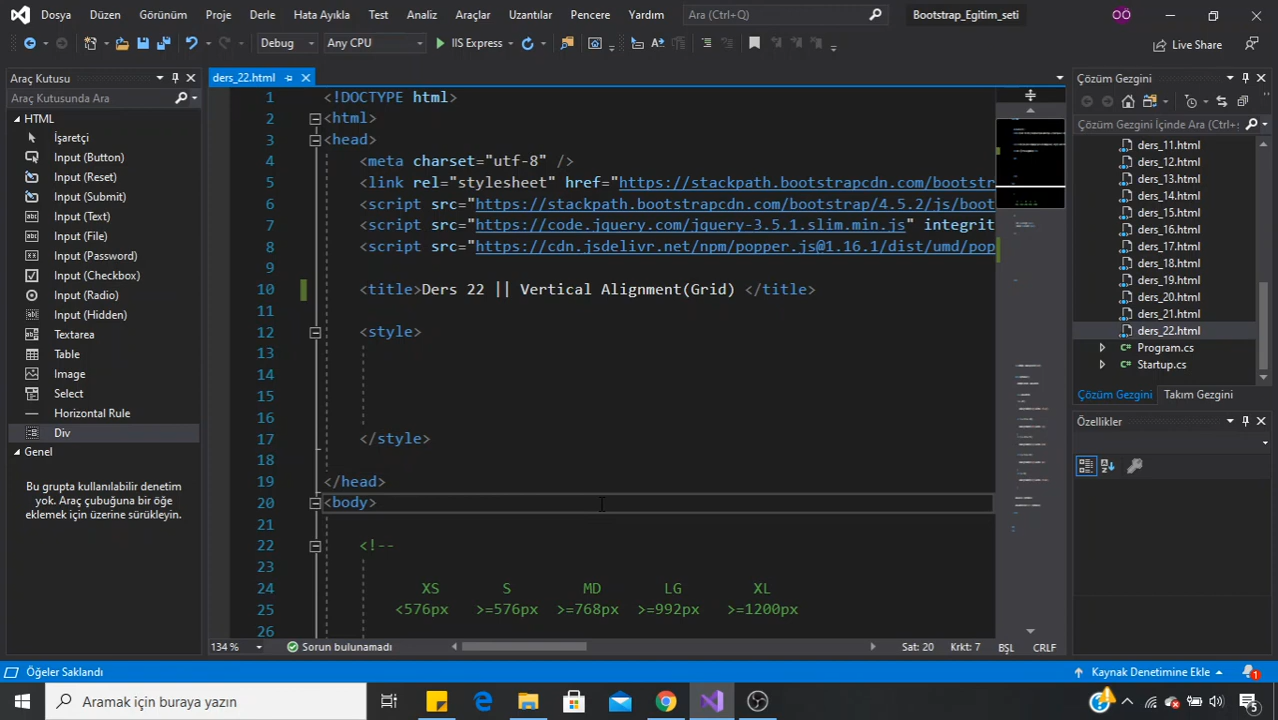 Dosya Düzen Görünüm Proje Derle Hata Ayıkla Test Analiz Araçlar Uzantılar Pencere Yardım Ara (Ctrl+Q) Bootstrap_Egitim_seti OÖ
Debug Any CPU IIS Express Live Share
Araç Kutusu
Araç Kutusunda Ara
HTML
İşaretçi
Input (Button)
Input (Reset)
Input (Submit)
Input (Text)
Input (File)
Input (Password)
Input (Checkbox)
Input (Radio)
Input (Hidden)
Textarea
Table
Image
Select
Horizontal Rule
Div
Genel
Bu grupta kullanılabilir denetim
yok. Araç çubuğuna bir öğe
eklemek için üzerine sürükleyin.
ders_22.html
1 <!DOCTYPE html>
2 <html>
3 <head>
4 <meta charset="utf-8" />
5 <link rel="stylesheet" href="https://stackpath.bootstrapcdn.com/bootstr
6 <script src="https://stackpath.bootstrapcdn.com/bootstrap/4.5.2/js/boot
7 <script src="https://code.jquery.com/jquery-3.5.1.slim.min.js" integrit
8 <script src="https://cdn.jsdelivr.net/npm/popper.js@1.16.1/dist/umd/pop
9
10 <title>Ders 22 || Vertical Alignment(Grid) </title>
11
12 <style>
13
14
15
16
17 </style>
18
19 </head>
20 <body>
21
22 <!--
23
24 XS S MD LG XL
25 <576px >=576px >=768px >=992px >=1200px
26
134 % Sorun bulunamadı Sat: 20 Krkt: 7 BŞL CRLF
Çözüm Gezgini
Çözüm Gezgini İçinde Ara (Ctrl+
ders_11.html
ders_12.html
ders_13.html
ders_14.html
ders_15.html
ders_16.html
ders_17.html
ders_18.html
ders_19.html
ders_20.html
ders_21.html
ders_22.html
C# Program.cs
C# Startup.cs
Çözüm Gezgini Takım Gezgini
Özellikler
Öğeler Saklandı Kaynak Denetimine Ekle 1
Aramak için buraya yazın 5